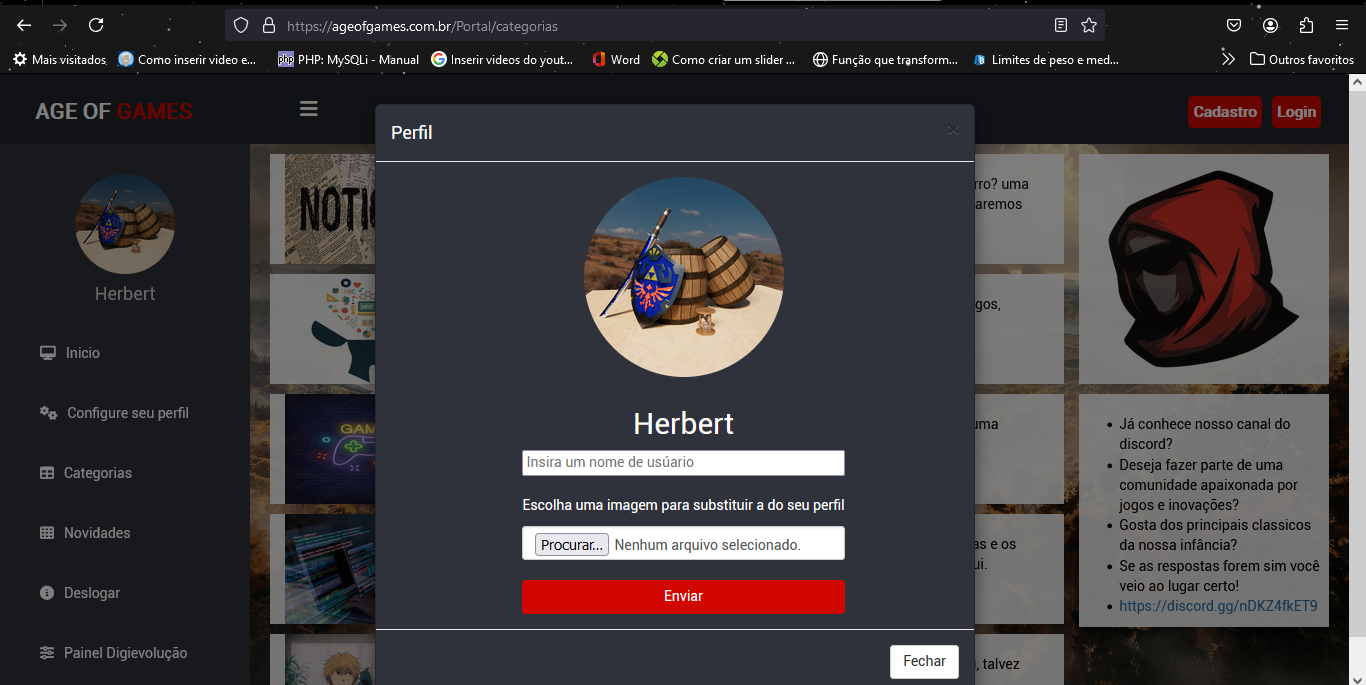 https://ageofgames.com.br/Portal/categorias
Mais visitados
Como inserir video e...
php PHP: MySQLi - Manual
Inserir videos do yout...
Word
Como criar um slider ...
Função que transform...
Limites de peso e med...
Outros favoritos
AGE OF GAMES
Cadastro
Login
Herbert
Inicio
Configure seu perfil
Categorias
Novidades
Deslogar
Painel Digievolução
Perfil
×
Herbert
Insira um nome de usúario
Escolha uma imagem para substituir a do seu perfil
Procurar... Nenhum arquivo selecionado.
Enviar
Fechar
NOTIC
GAM
rro? uma
aremos
gos,
uma
as e os
ui.
, talvez
Já conhece nosso canal do
discord?
Deseja fazer parte de uma
comunidade apaixonada por
jogos e inovações?
Gosta dos principais classicos
da nossa infância?
Se as respostas forem sim você
veio ao lugar certo!
https://discord.gg/nDKZ4fkET9